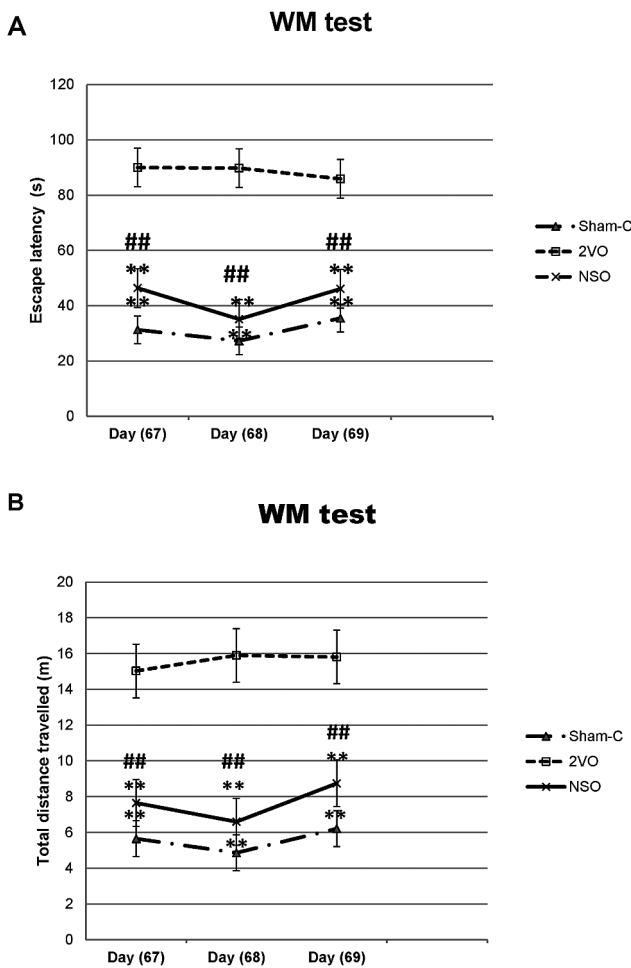 A
WM test
120
100
80
60
40
20
0
Escape latency (s)
##
**
**
##
**
**
##
**
**
Day (67)
Day (68)
Day (69)
Sham-C
2VO
NSO
B
WM test
20
18
16
14
12
10
8
6
4
2
0
Total distance travelled (m)
##
**
**
##
**
**
##
**
**
Day (67)
Day (68)
Day (69)
Sham-C
2VO
NSO